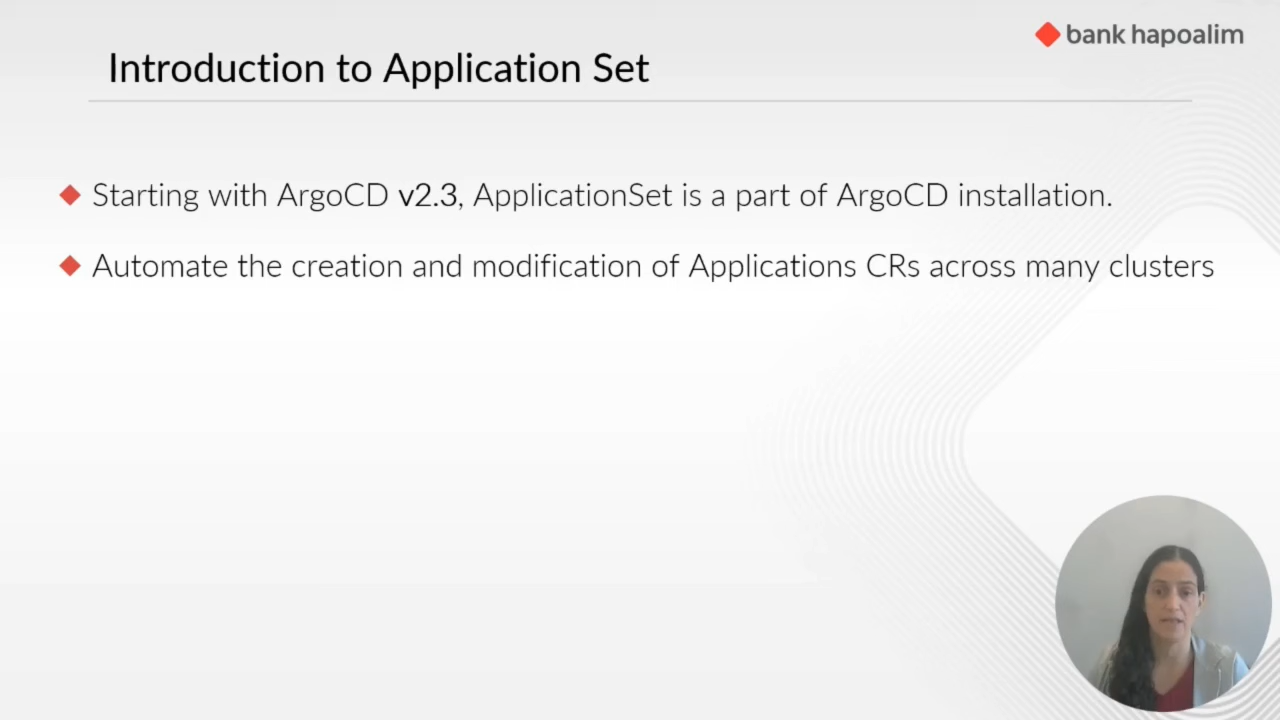 bank hapoalim
Introduction to Application Set
Starting with ArgoCD v2.3, ApplicationSet is a part of ArgoCD installation.
Automate the creation and modification of Applications CRs across many clusters